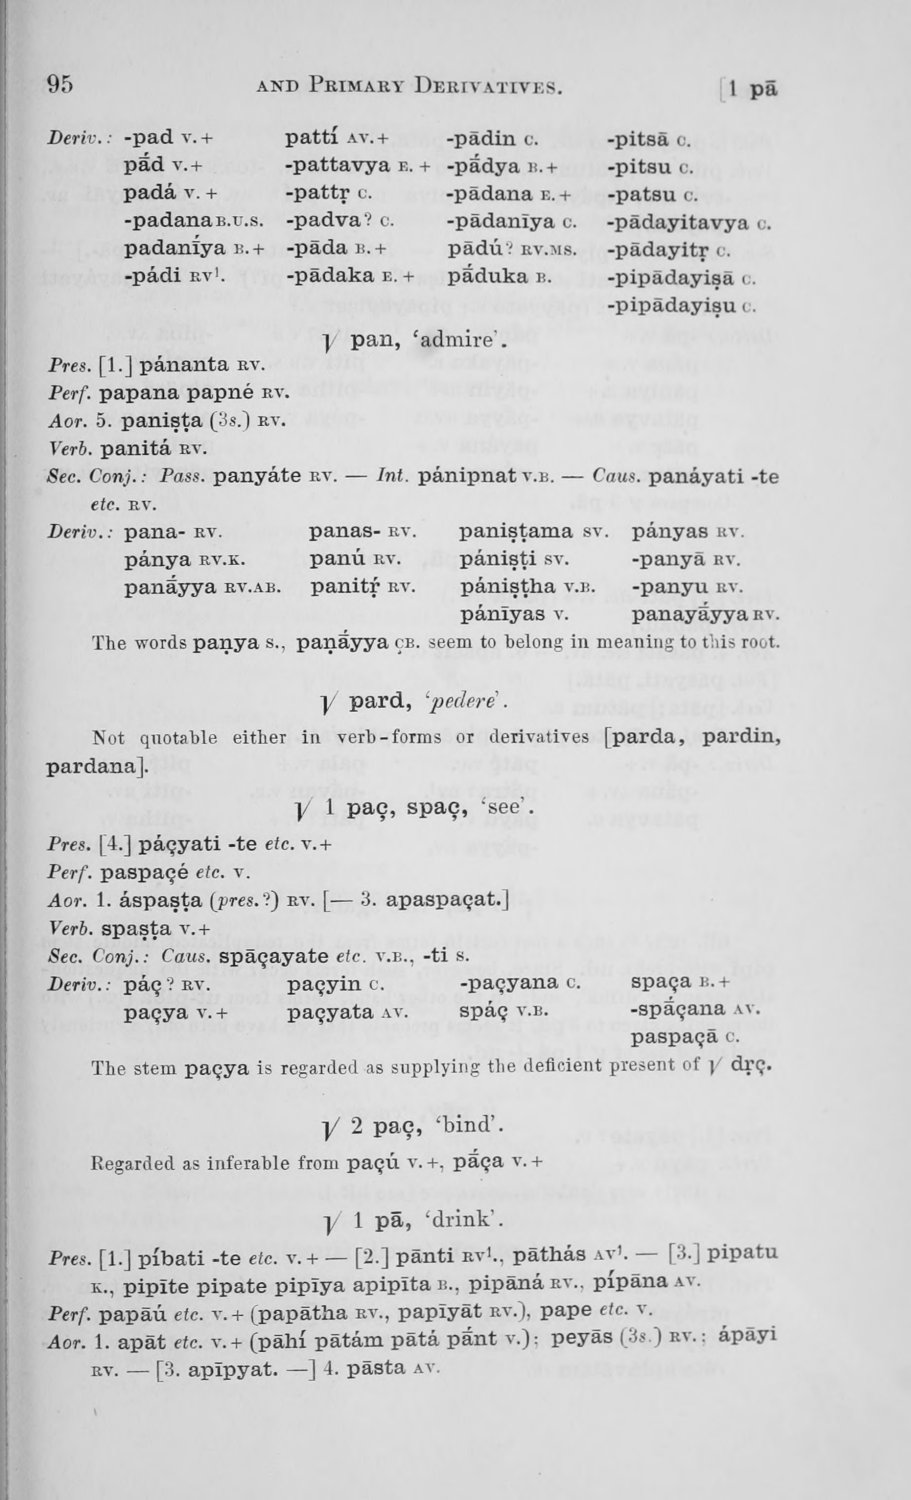 95 AND PRIMARY DERIVATIVES. [1 pā
Deriv.: -pad V.+ pattí AV.+ -pādin C. -pitsā C.
pā́d V.+ -pattavya E.+ -pā́dya B.+ -pitsu C.
padá V.+ -pattṛ C. -pādana E.+ -patsu C.
-padana B.U.S. -padva? C. -pādanīya C. -pādayitavya C.
padanī́ya B.+ -pāda B.+ pādú? RV.MS. -pādayitṛ C.
-pádi RV¹. -pādaka E.+ pā́duka B. -pipādayiṣā C.
-pipādayiṣu C.
√ pan, ‘admire’.
Pres. [1.] pánanta RV.
Perf. papana papné RV.
Aor. 5. paniṣṭa (3s.) RV.
Verb. panitá RV.
Sec. Conj.: Pass. panyáte RV. — Int. pánipnat V.B. — Caus. panáyati -te
etc. RV.
Deriv.: pana- RV. panas- RV. paniṣṭama SV. pányas RV.
pánya RV.K. panú RV. pániṣṭi SV. -panyā RV.
panā́yya RV.AB. panitṛ́ RV. pániṣṭha V.B. -panyu RV.
pánīyas V. panayā́yya RV.
The words paṇya S., paṇā́yya ÇB. seem to belong in meaning to this root.
√ pard, ‘pedere’.
Not quotable either in verb-forms or derivatives [parda, pardin,
pardana].
√ 1 paç, spaç, ‘see’.
Pres. [4.] páçyati -te etc. V.+
Perf. paspaçé etc. V.
Aor. 1. áspaṣṭa (pres.?) RV. [— 3. apaspaçat.]
Verb. spaṣṭa V.+
Sec. Conj.: Caus. spāçayate etc. V.B., -ti S.
Deriv.: páç? RV. paçyin C. -paçyana C. spaça B.+
paçya V.+ paçyata AV. spáç V.B. -spā́çana AV.
paspaçā C.
The stem paçya is regarded as supplying the deficient present of √ dṛç.
√ 2 paç, ‘bind’.
Regarded as inferable from paçú V.+, pā́ça V.+
√ 1 pā, ‘drink’.
Pres. [1.] píbati -te etc. V.+ — [2.] pānti RV¹., pāthás AV¹. — [3.] pipatu
K., pipīte pipate pipīya apipīta B., pipāná RV., pípāna AV.
Perf. papāú etc. V.+ (papātha RV., papīyāt RV.), pape etc. V.
Aor. 1. apāt etc. V.+ (pāhí pātám pātá pā́nt V.); peyās (3s.) RV.; ápāyi
RV. — [3. apīpyat. —] 4. pāsta AV.